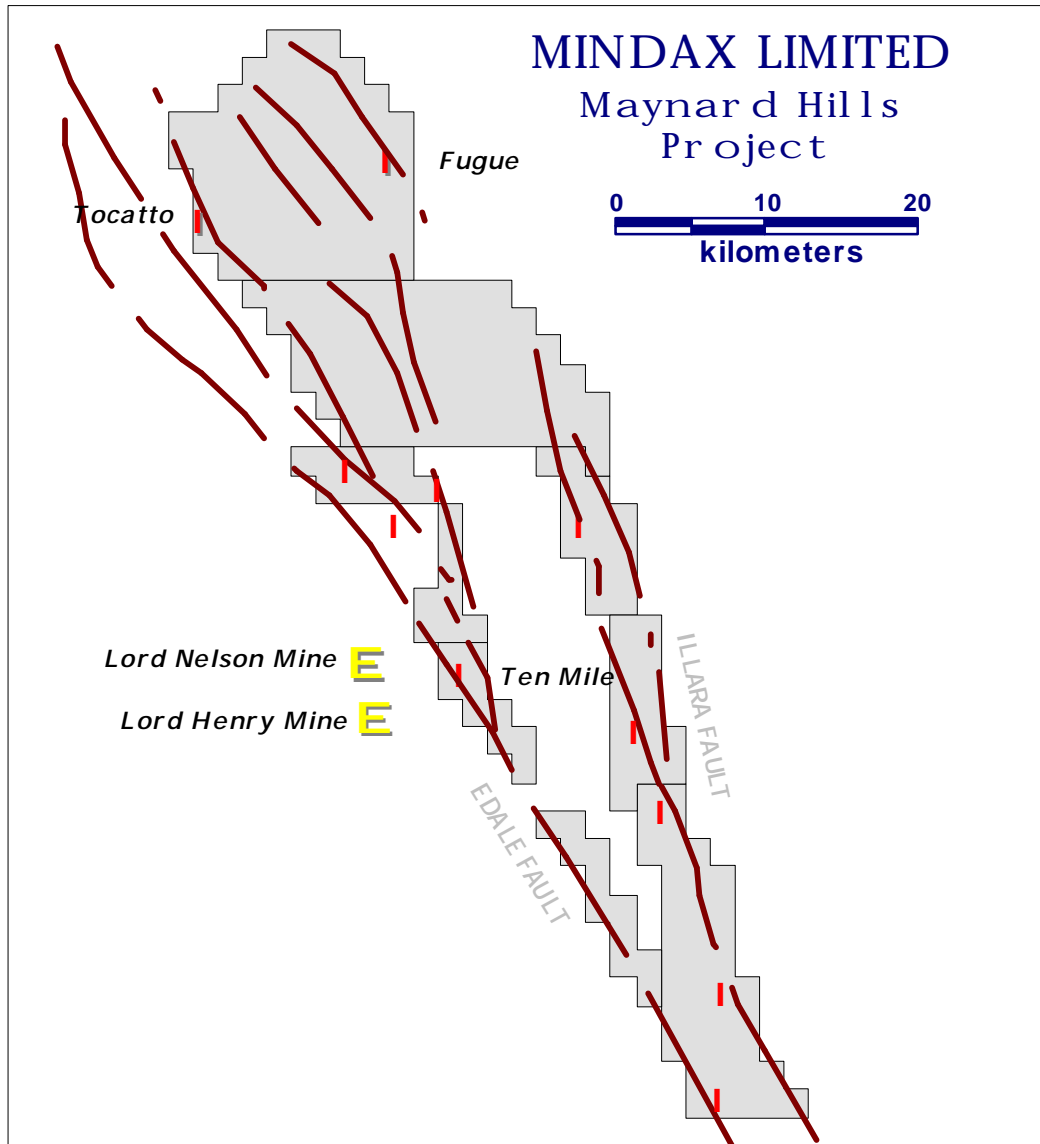 MINDAX LIMITED
Maynard Hills
Project
0 10 20
kilometers
Fugue
I
Tocatto
I
I
I
I
I
Lord Nelson Mine E
Ten Mile
I
Lord Henry Mine E
I
ILLARA FAULT
EDALE FAULT
I
I
I